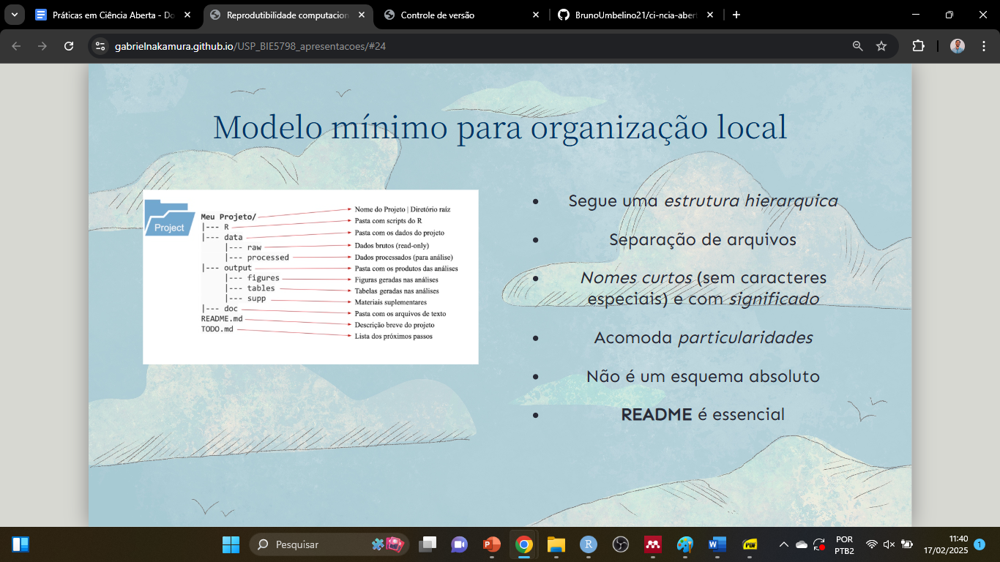 Práticas em Ciência Aberta - Do
Reprodutibilidade computacion
Controle de versão
BrunoUmbelino21/ci-ncia-abert
gabrielnakamura.github.io/USP_BIE5798_apresentacoes/#24
Modelo mínimo para organização local
Project
Meu Projeto/ Nome do Projeto | Diretório raíz
|--- R Pasta com scripts do R
|--- data Pasta com os dados do projeto
|--- raw Dados brutos (read-only)
|--- processed Dados processados (para análise)
|--- output Pasta com os produtos das análises
|--- figures Figuras geradas nas análises
|--- tables Tabelas geradas nas análises
|--- supp Materiais suplementares
|--- doc Pasta com os arquivos de texto
README.md Descrição breve do projeto
TODO.md Lista dos próximos passos
• Segue uma estrutura hierarquica
• Separação de arquivos
• Nomes curtos (sem caracteres
especiais) e com significado
• Acomoda particularidades
• Não é um esquema absoluto
• README é essencial
Pesquisar
POR
PTB2
11:40
17/02/2025
1